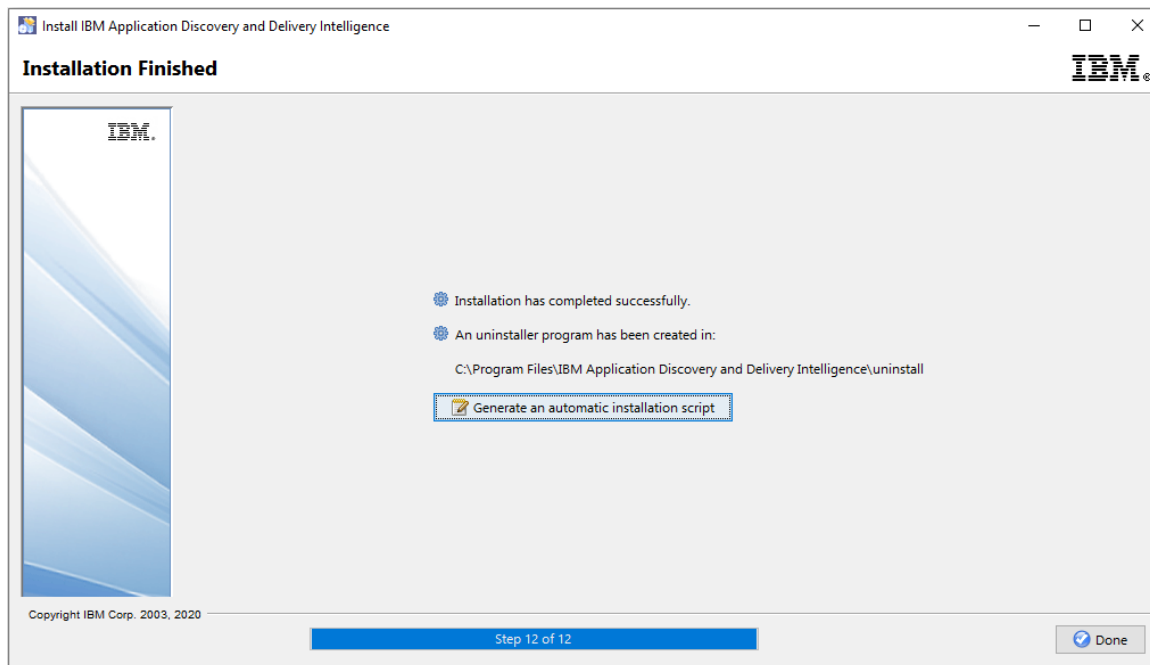 Install IBM Application Discovery and Delivery Intelligence
Installation Finished
IBM®
IBM®
Installation has completed successfully.
An uninstaller program has been created in:
C:\Program Files\IBM Application Discovery and Delivery Intelligence\uninstall
Generate an automatic installation script
Copyright IBM Corp. 2003, 2020
Step 12 of 12
Done